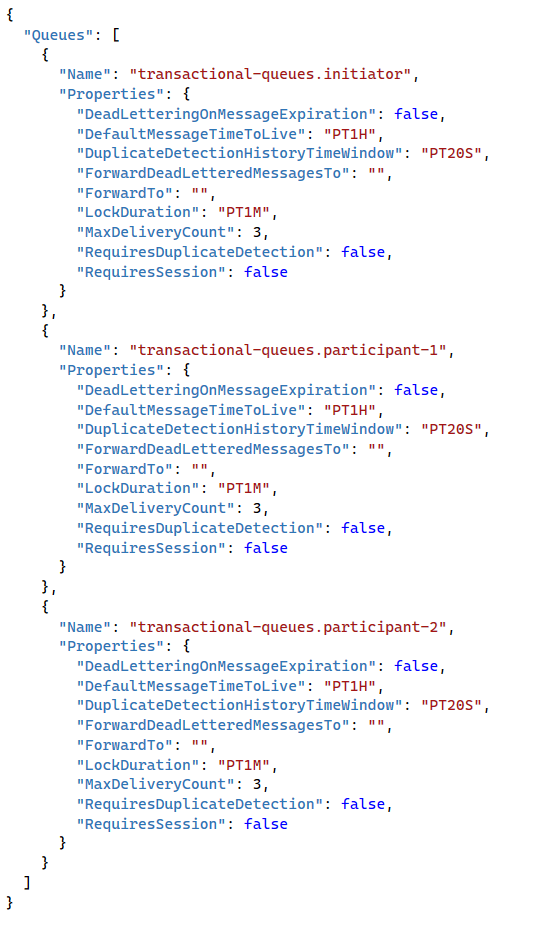 {
  "Queues": [
    {
      "Name": "transactional-queues.initiator",
      "Properties": {
        "DeadLetteringOnMessageExpiration": false,
        "DefaultMessageTimeToLive": "PT1H",
        "DuplicateDetectionHistoryTimeWindow": "PT20S",
        "ForwardDeadLetteredMessagesTo": "",
        "ForwardTo": "",
        "LockDuration": "PT1M",
        "MaxDeliveryCount": 3,
        "RequiresDuplicateDetection": false,
        "RequiresSession": false
      }
    },
    {
      "Name": "transactional-queues.participant-1",
      "Properties": {
        "DeadLetteringOnMessageExpiration": false,
        "DefaultMessageTimeToLive": "PT1H",
        "DuplicateDetectionHistoryTimeWindow": "PT20S",
        "ForwardDeadLetteredMessagesTo": "",
        "ForwardTo": "",
        "LockDuration": "PT1M",
        "MaxDeliveryCount": 3,
        "RequiresDuplicateDetection": false,
        "RequiresSession": false
      }
    },
    {
      "Name": "transactional-queues.participant-2",
      "Properties": {
        "DeadLetteringOnMessageExpiration": false,
        "DefaultMessageTimeToLive": "PT1H",
        "DuplicateDetectionHistoryTimeWindow": "PT20S",
        "ForwardDeadLetteredMessagesTo": "",
        "ForwardTo": "",
        "LockDuration": "PT1M",
        "MaxDeliveryCount": 3,
        "RequiresDuplicateDetection": false,
        "RequiresSession": false
      }
    }
  ]
}